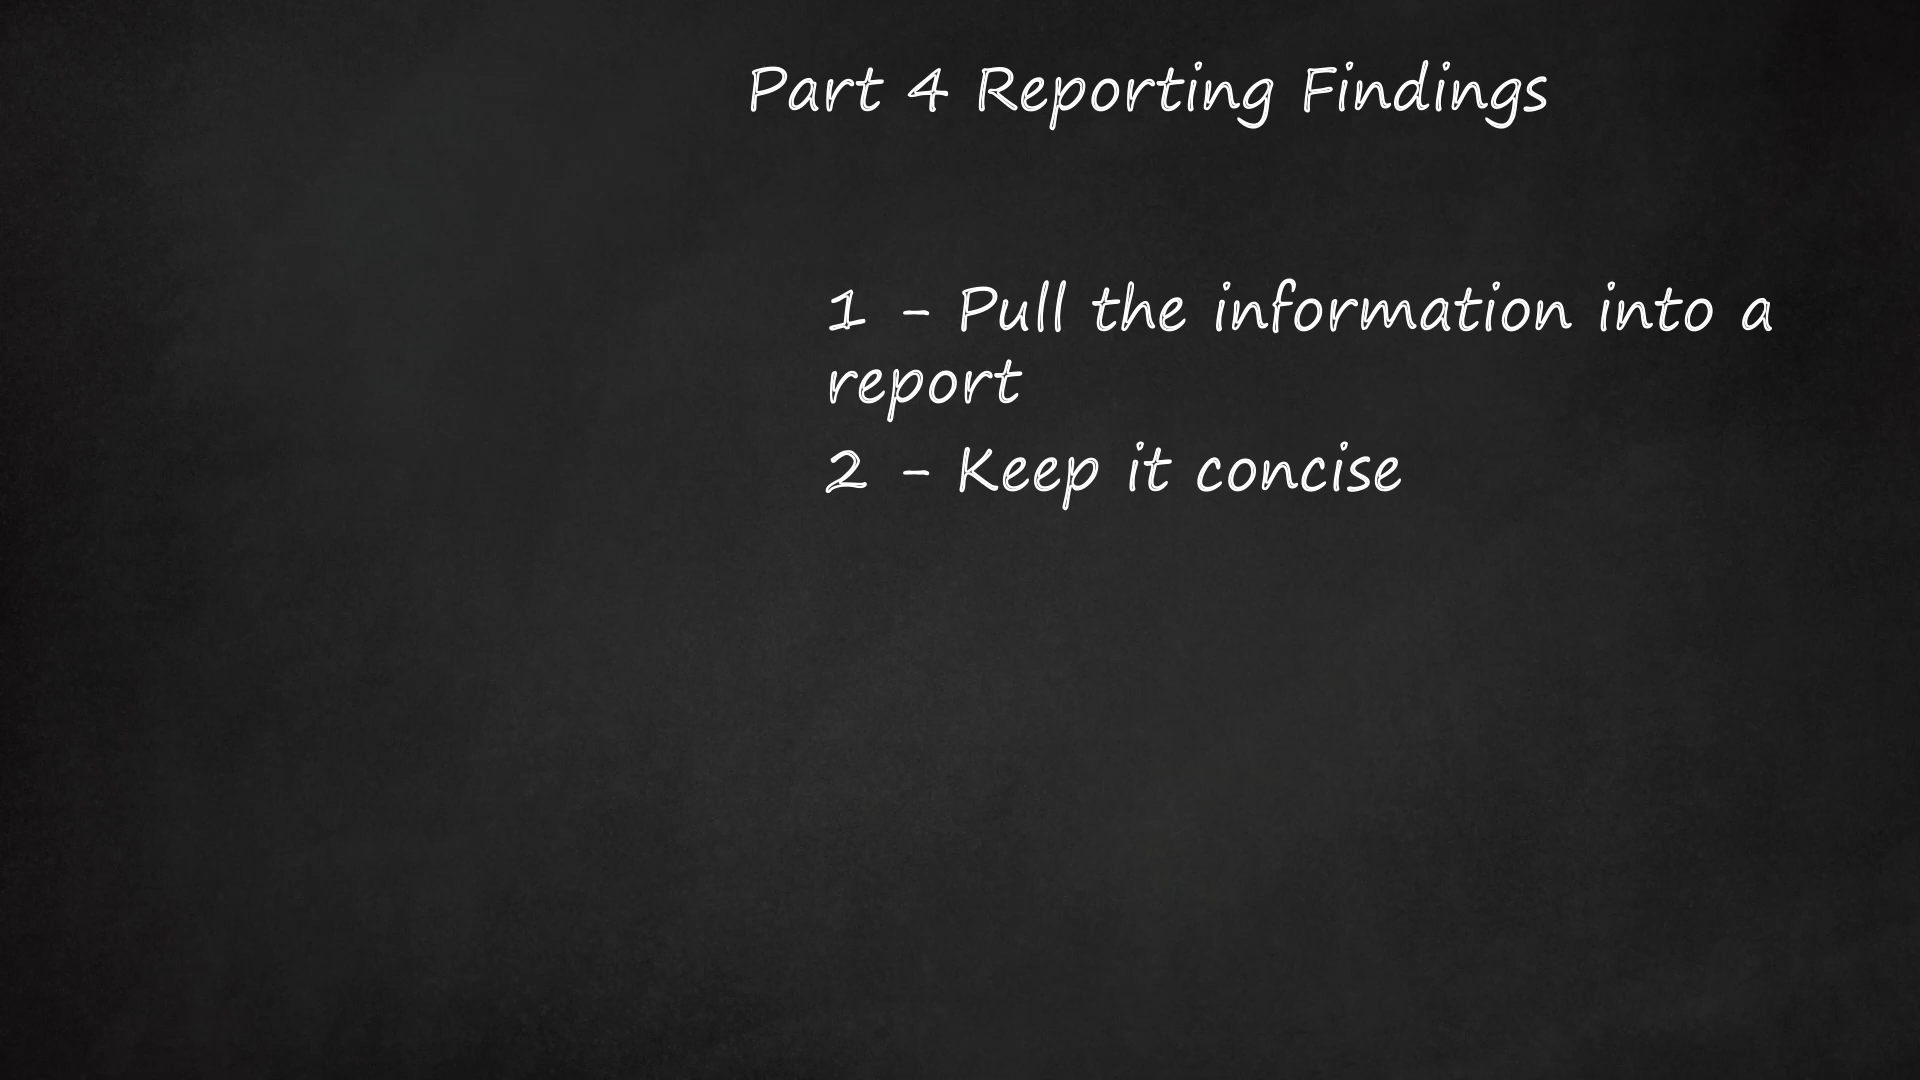 Part 4 Reporting Findings
1 - Pull the information into a
report
2 - Keep it concise